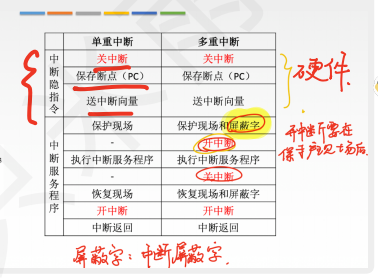 单重中断 多重中断
中断隐指令
关中断 关中断
保存断点（PC） 保存断点（PC）
送中断向量 送中断向量
中断服务程序
保护现场 保护现场和屏蔽字
- 开中断
执行中断服务程序 执行中断服务程序
- 关中断
恢复现场 恢复现场和屏蔽字
开中断 开中断
中断返回 中断返回
硬件
开中断要在
保护现场后
屏蔽字：中断屏蔽字